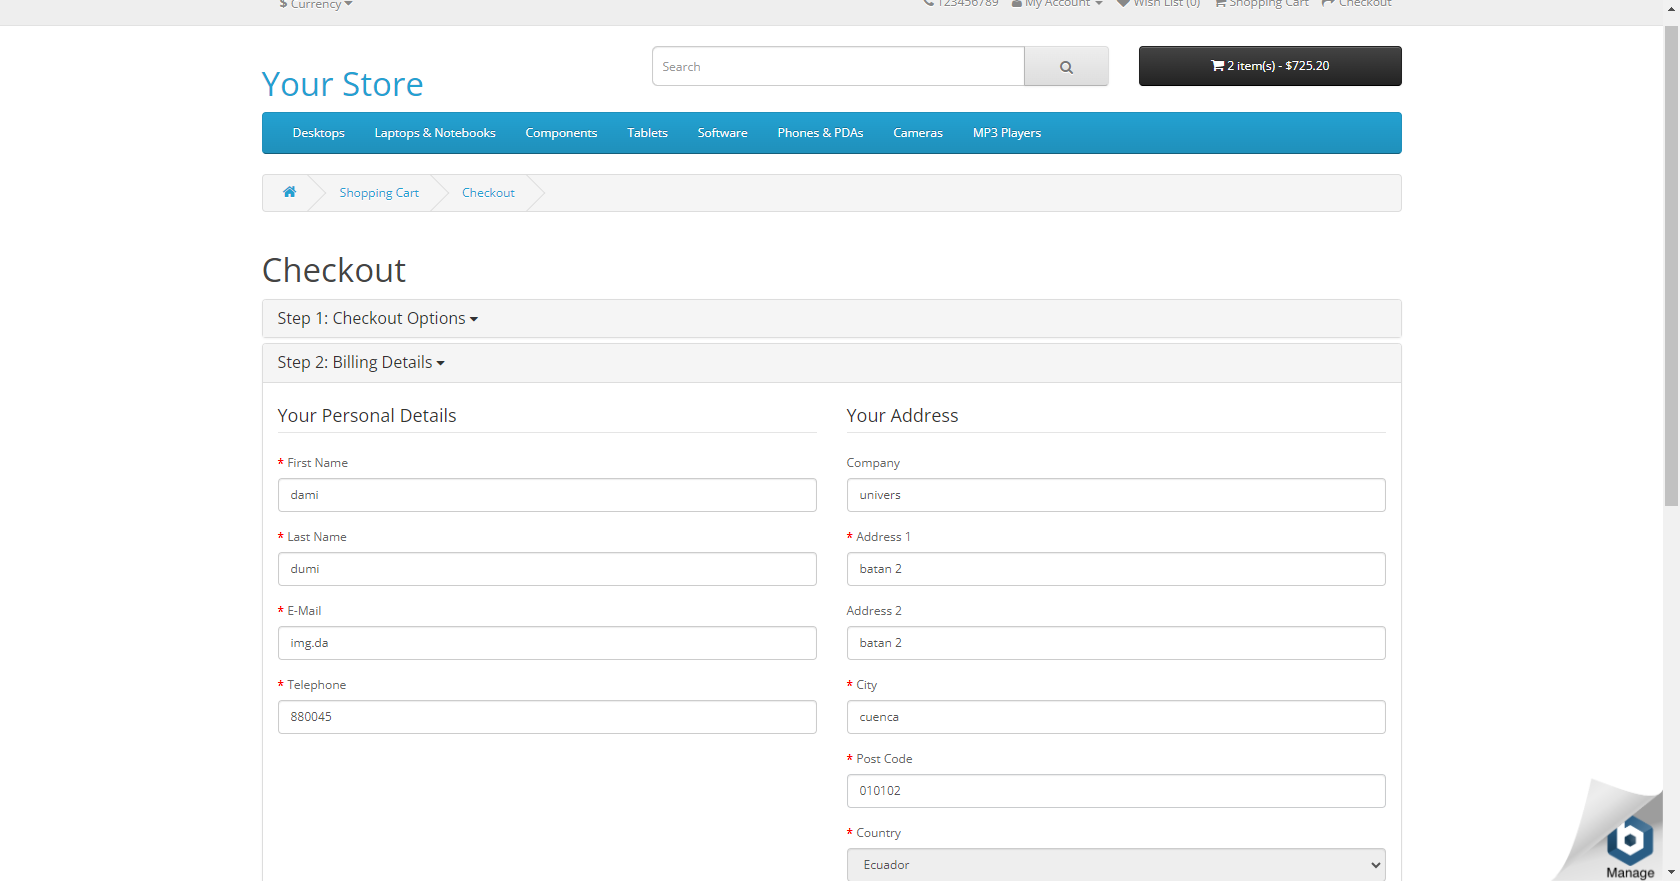 $ Currency
123456789 My Account Wish List (0) Shopping Cart Checkout
Your Store
Search
2 item(s) - $725.20
Desktops Laptops & Notebooks Components Tablets Software Phones & PDAs Cameras MP3 Players
Shopping Cart Checkout
Checkout
Step 1: Checkout Options
Step 2: Billing Details
Your Personal Details
* First Name
dami
* Last Name
dumi
* E-Mail
img.da
* Telephone
880045
Your Address
Company
univers
* Address 1
batan 2
Address 2
batan 2
* City
cuenca
* Post Code
010102
* Country
Ecuador
Manage